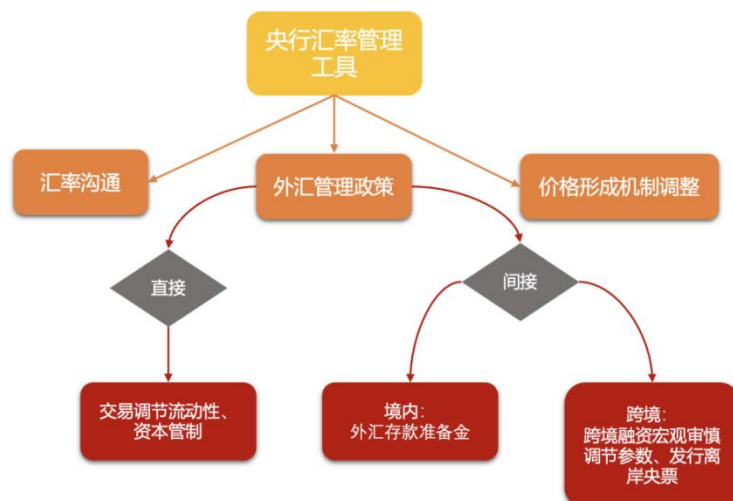 央行汇率管理
工具
汇率沟通
外汇管理政策
价格形成机制调整
直接
间接
交易调节流动性、
资本管制
境内：
外汇存款准备金
跨境：
跨境融资宏观审慎
调节参数、发行离
岸央票